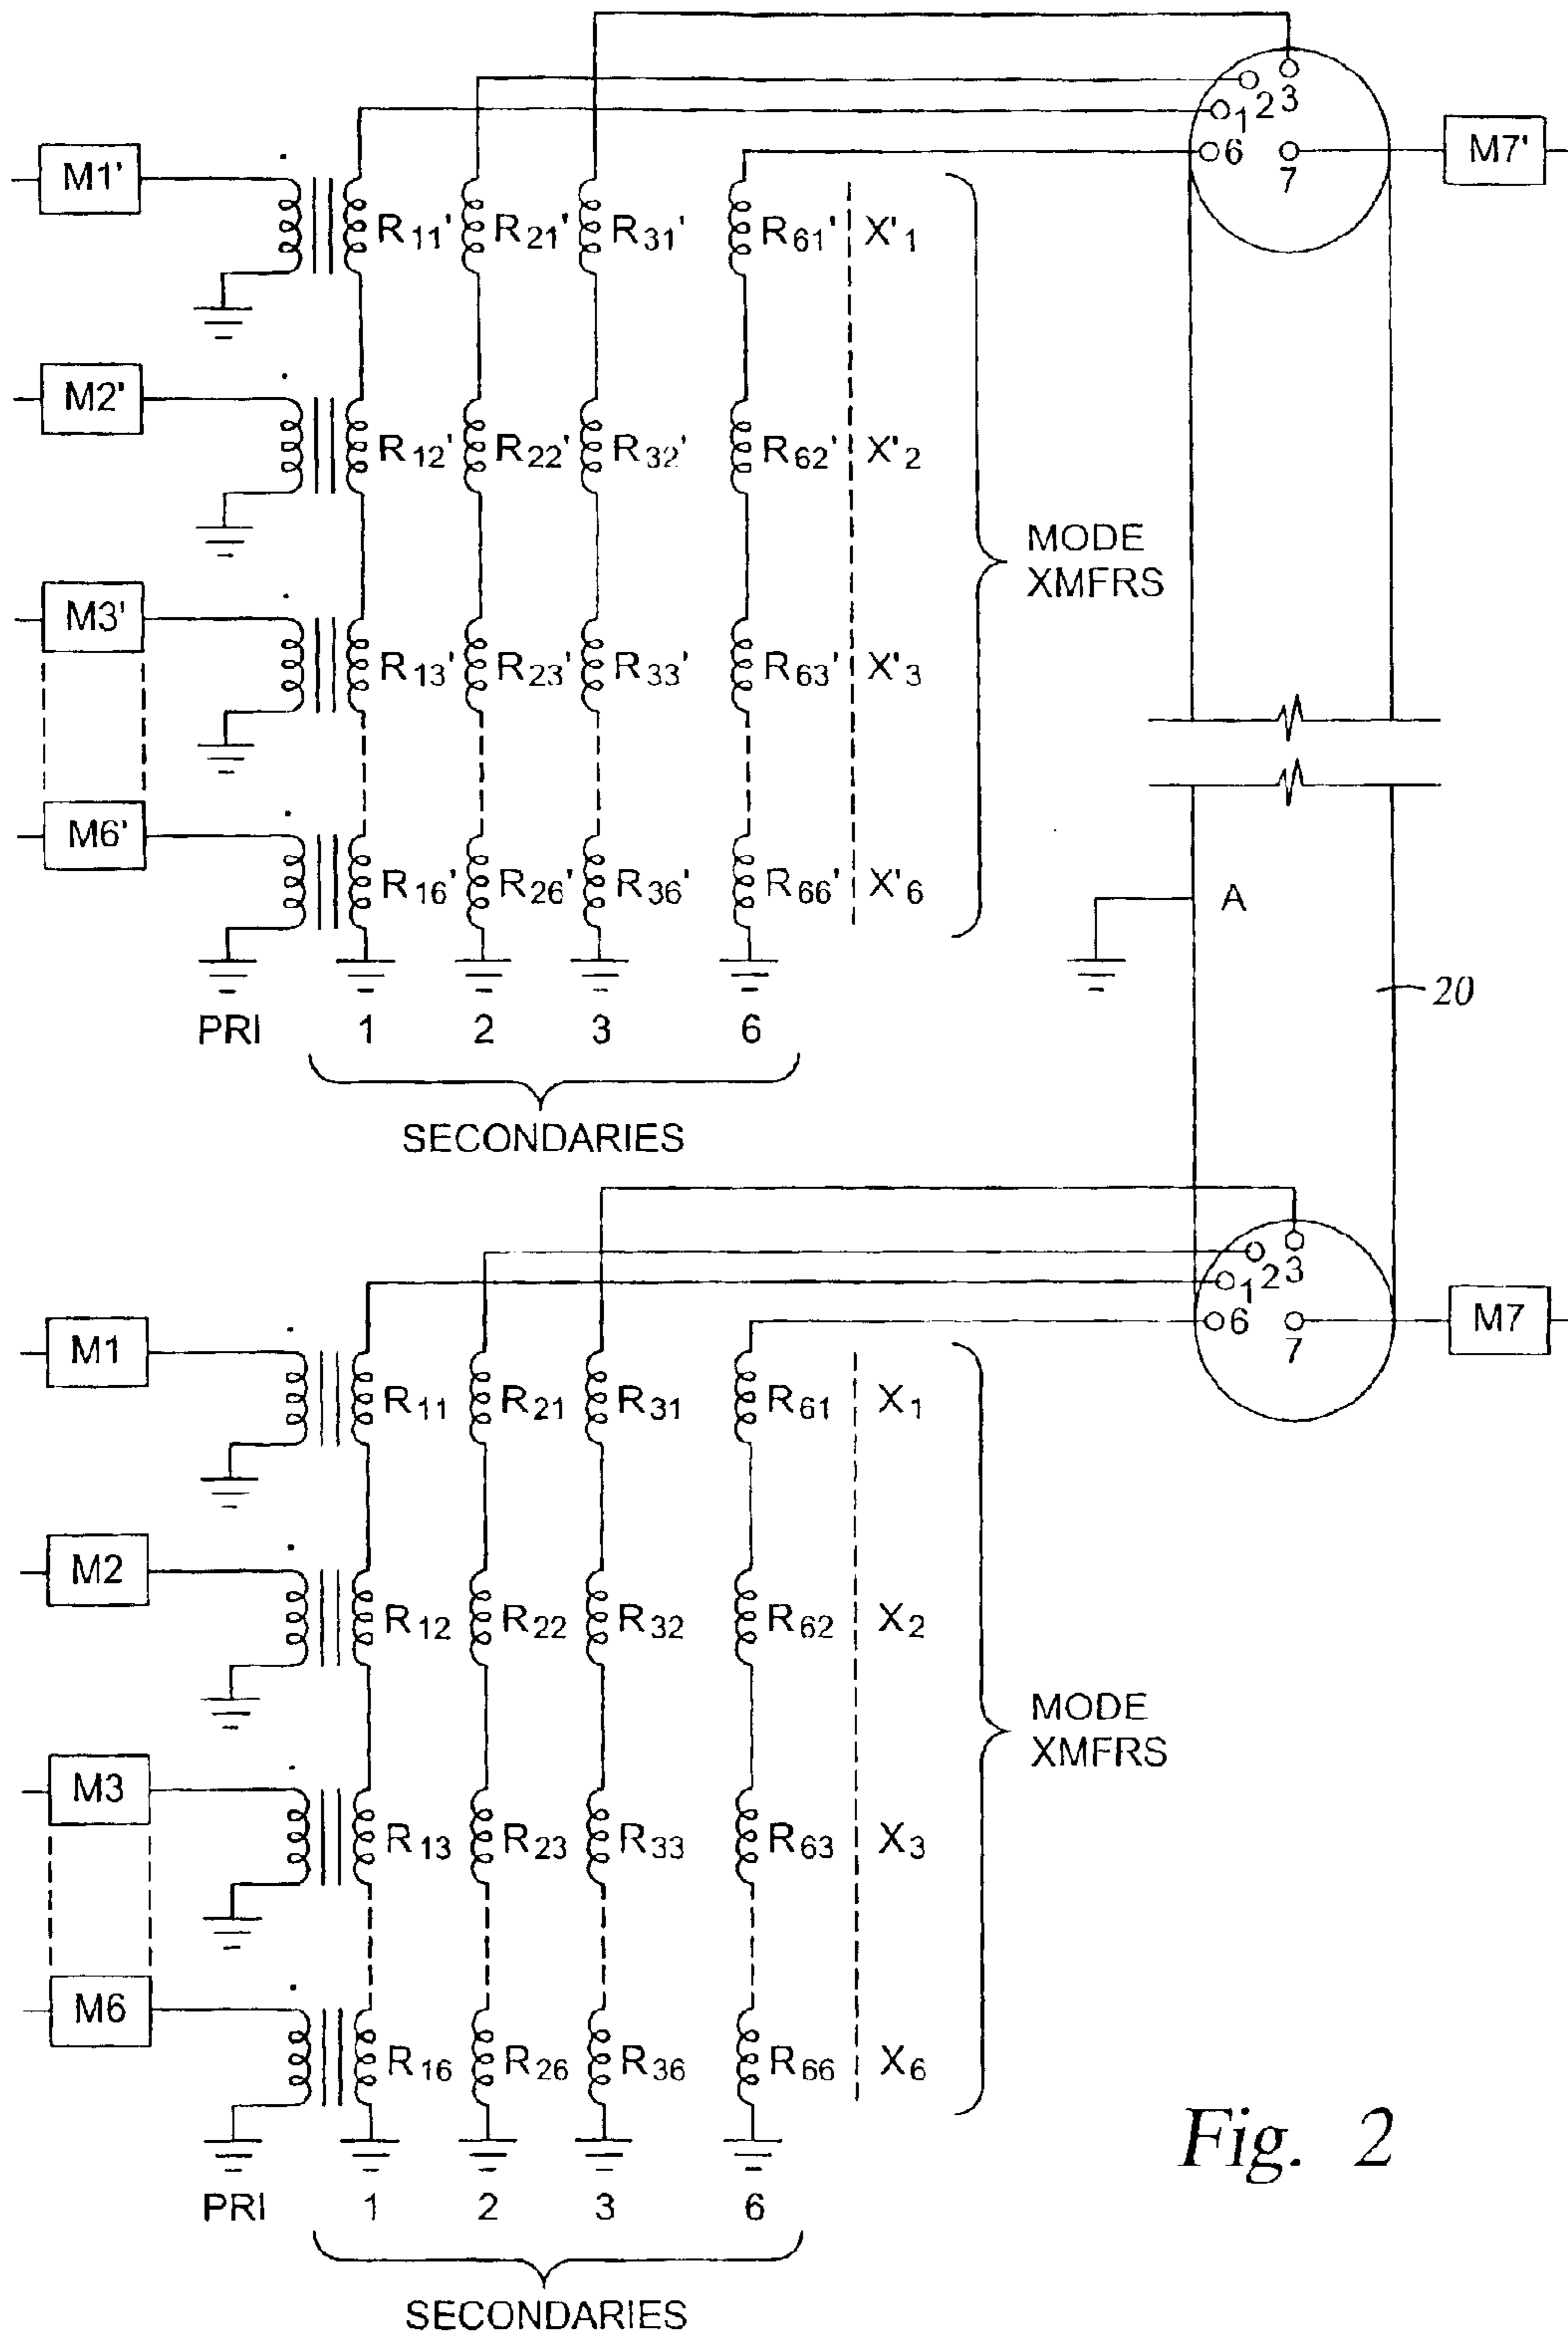 3
2
1
M1'
6
7
M7'
R11' R21' R31' R61' X'1
M2'
R12' R22' R32' R62' X'2
MODE
XMFRS
M3'
R13' R23' R33' R63' X'3
M6'
R16' R26' R36' R66' X'6
A
20
PRI 1 2 3 6
SECONDARIES
3
2
1
6
7
M7
M1
R11 R21 R31 R61 X1
M2
R12 R22 R32 R62 X2
MODE
XMFRS
M3
R13 R23 R33 R63 X3
M6
R16 R26 R36 R66 X6
Fig. 2
PRI 1 2 3 6
SECONDARIES